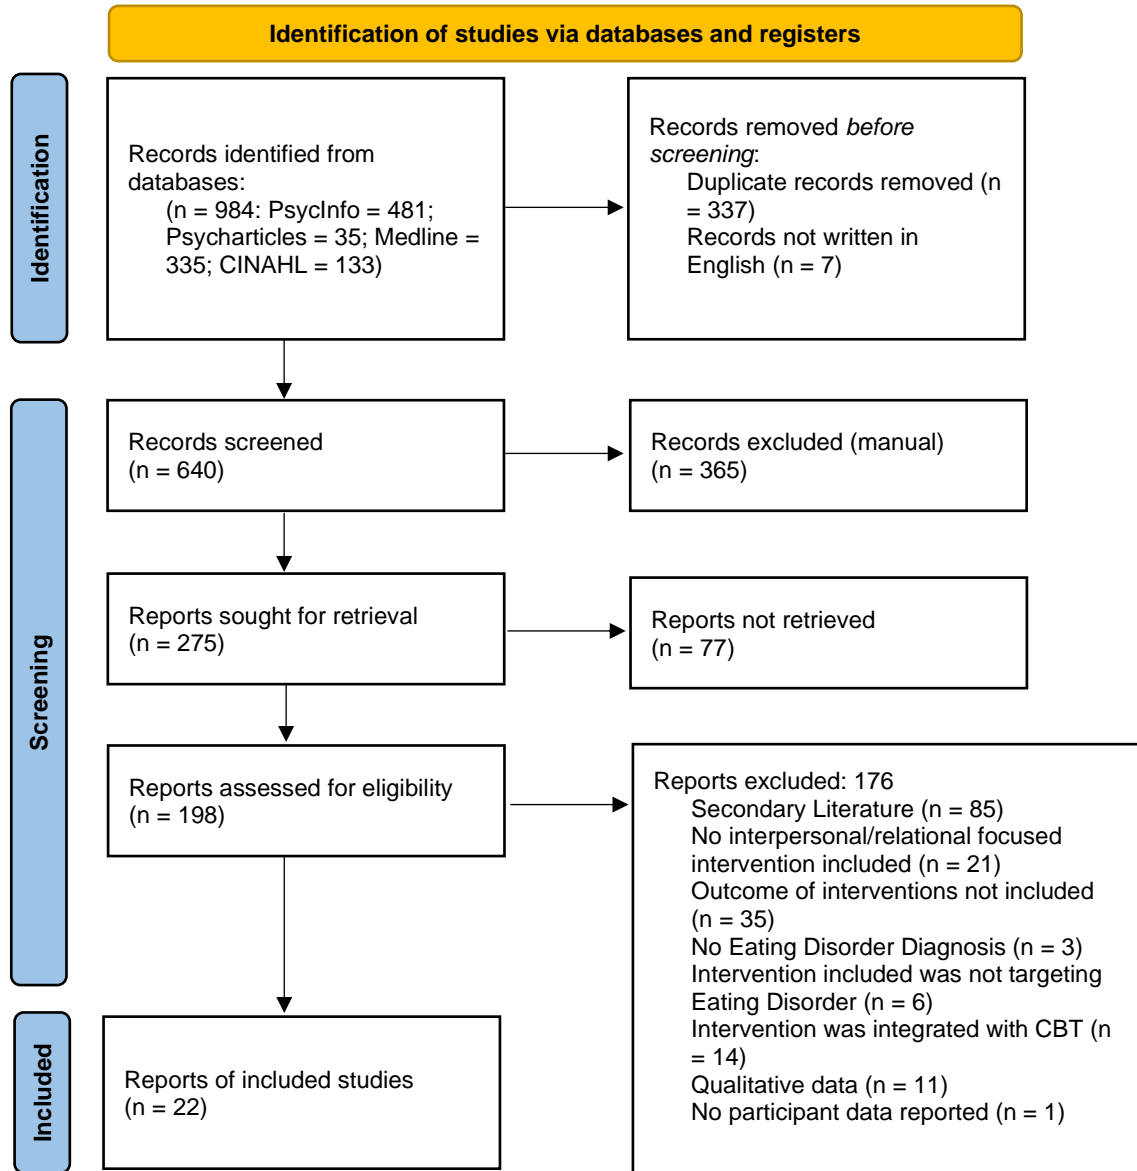 Identification of studies via databases and registers
Identification
Records identified from
databases:
(n = 984: PsycInfo = 481;
Psycharticles = 35; Medline =
335; CINAHL = 133)
Records removed before
screening:
Duplicate records removed (n
= 337)
Records not written in
English (n = 7)
Screening
Records screened
(n = 640)
Records excluded (manual)
(n = 365)
Reports sought for retrieval
(n = 275)
Reports not retrieved
(n = 77)
Reports assessed for eligibility
(n = 198)
Reports excluded: 176
Secondary Literature (n = 85)
No interpersonal/relational focused
intervention included (n = 21)
Outcome of interventions not included
(n = 35)
No Eating Disorder Diagnosis (n = 3)
Intervention included was not targeting
Eating Disorder (n = 6)
Intervention was integrated with CBT (n
= 14)
Qualitative data (n = 11)
No participant data reported (n = 1)
Included
Reports of included studies
(n = 22)